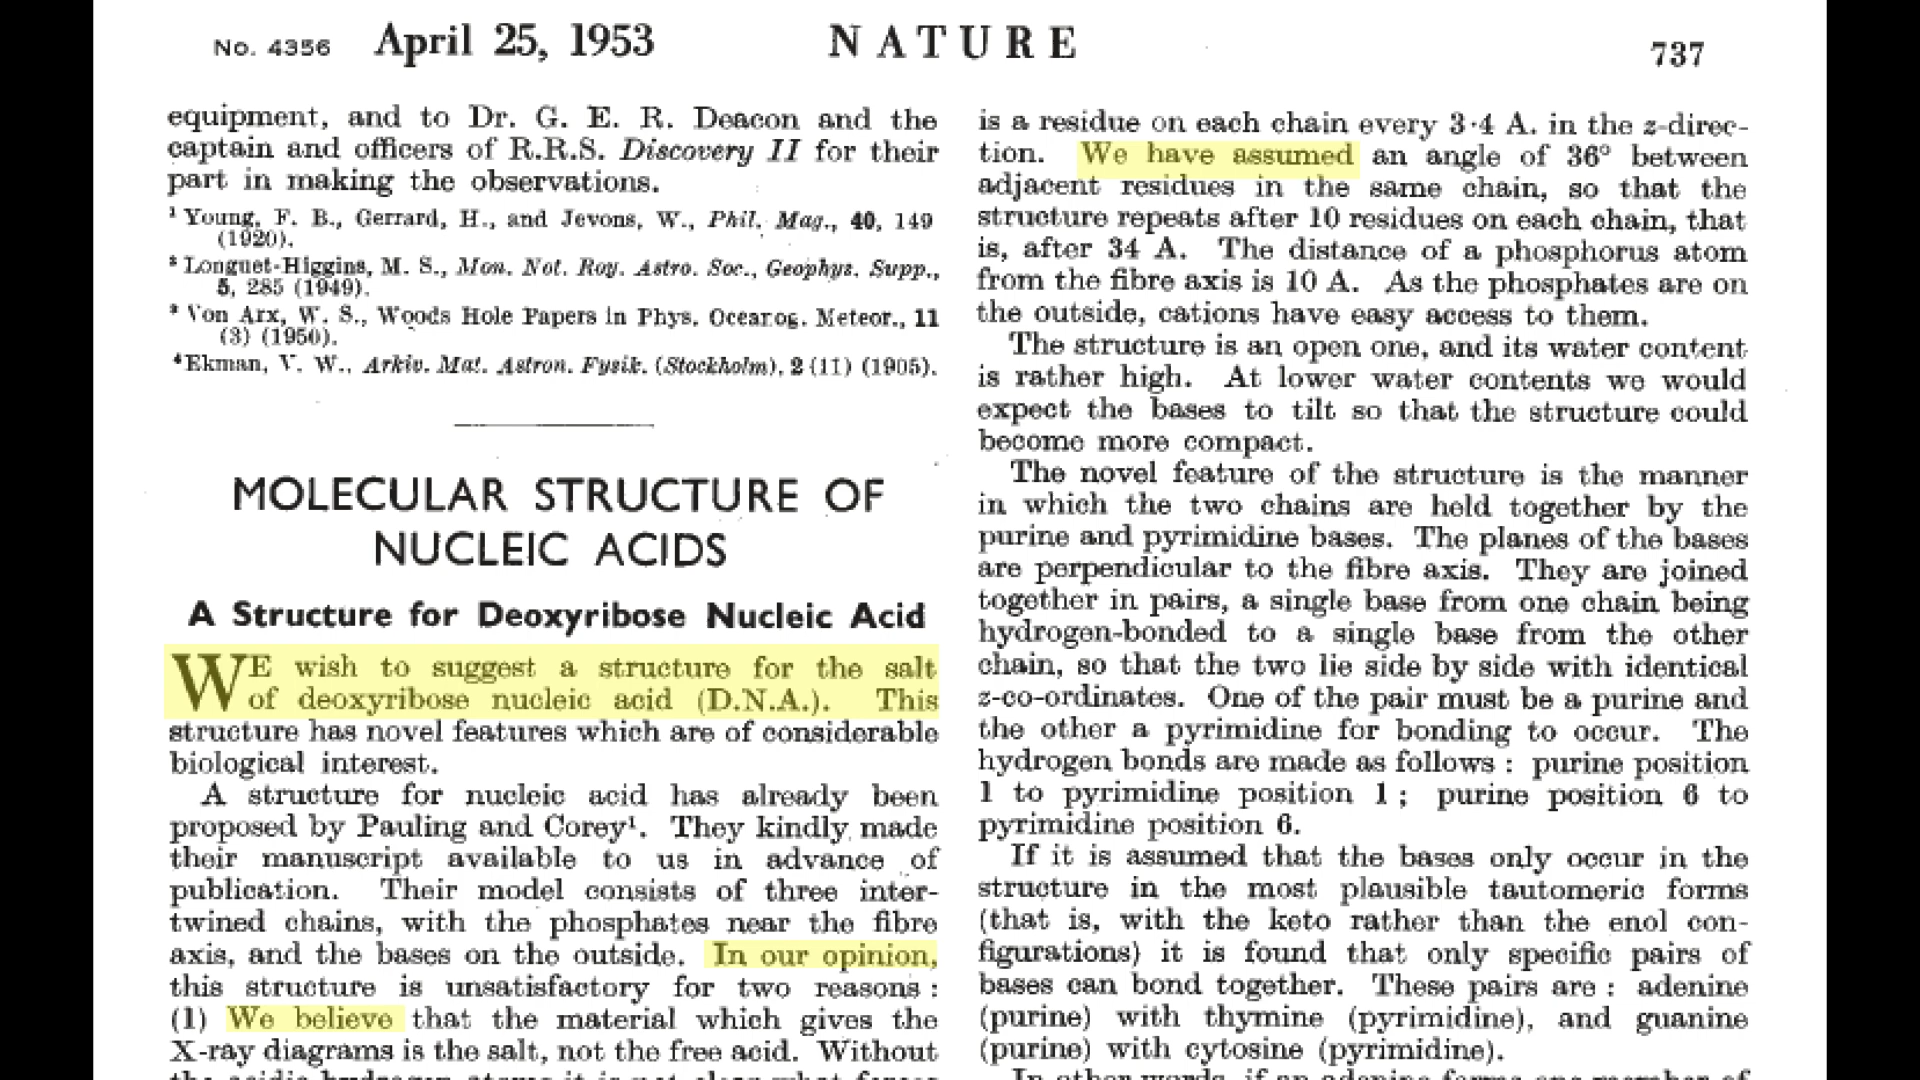 No. 4356 April 25, 1953 NATURE 737
equipment, and to Dr. G. E. R. Deacon and the
captain and officers of R.R.S. Discovery II for their
part in making the observations.
¹ Young, F. B., Gerrard, H., and Jevons, W., Phil. Mag., 40, 149
(1920).
² Longuet-Higgins, M. S., Mon. Not. Roy. Astro. Soc., Geophys. Supp.,
5, 285 (1949).
³ Von Arx, W. S., Woods Hole Papers in Phys. Ocearog. Meteor., 11
(3) (1950).
⁴ Ekman, V. W., Arkiv. Mat. Astron. Fysik. (Stockholm), 2 (11) (1905).
MOLECULAR STRUCTURE OF
NUCLEIC ACIDS
A Structure for Deoxyribose Nucleic Acid
WE wish to suggest a structure for the salt
of deoxyribose nucleic acid (D.N.A.). This
structure has novel features which are of considerable
biological interest.
A structure for nucleic acid has already been
proposed by Pauling and Corey¹. They kindly made
their manuscript available to us in advance of
publication. Their model consists of three inter-
twined chains, with the phosphates near the fibre
axis, and the bases on the outside. In our opinion,
this structure is unsatisfactory for two reasons :
(1) We believe that the material which gives the
X-ray diagrams is the salt, not the free acid. Without
is a residue on each chain every 3·4 A. in the z-direc-
tion. We have assumed an angle of 36° between
adjacent residues in the same chain, so that the
structure repeats after 10 residues on each chain, that
is, after 34 A. The distance of a phosphorus atom
from the fibre axis is 10 A. As the phosphates are on
the outside, cations have easy access to them.
The structure is an open one, and its water content
is rather high. At lower water contents we would
expect the bases to tilt so that the structure could
become more compact.
The novel feature of the structure is the manner
in which the two chains are held together by the
purine and pyrimidine bases. The planes of the bases
are perpendicular to the fibre axis. They are joined
together in pairs, a single base from one chain being
hydrogen-bonded to a single base from the other
chain, so that the two lie side by side with identical
z-co-ordinates. One of the pair must be a purine and
the other a pyrimidine for bonding to occur. The
hydrogen bonds are made as follows : purine position
1 to pyrimidine position 1 ; purine position 6 to
pyrimidine position 6.
If it is assumed that the bases only occur in the
structure in the most plausible tautomeric forms
(that is, with the keto rather than the enol con-
figurations) it is found that only specific pairs of
bases can bond together. These pairs are : adenine
(purine) with thymine (pyrimidine), and guanine
(purine) with cytosine (pyrimidine).